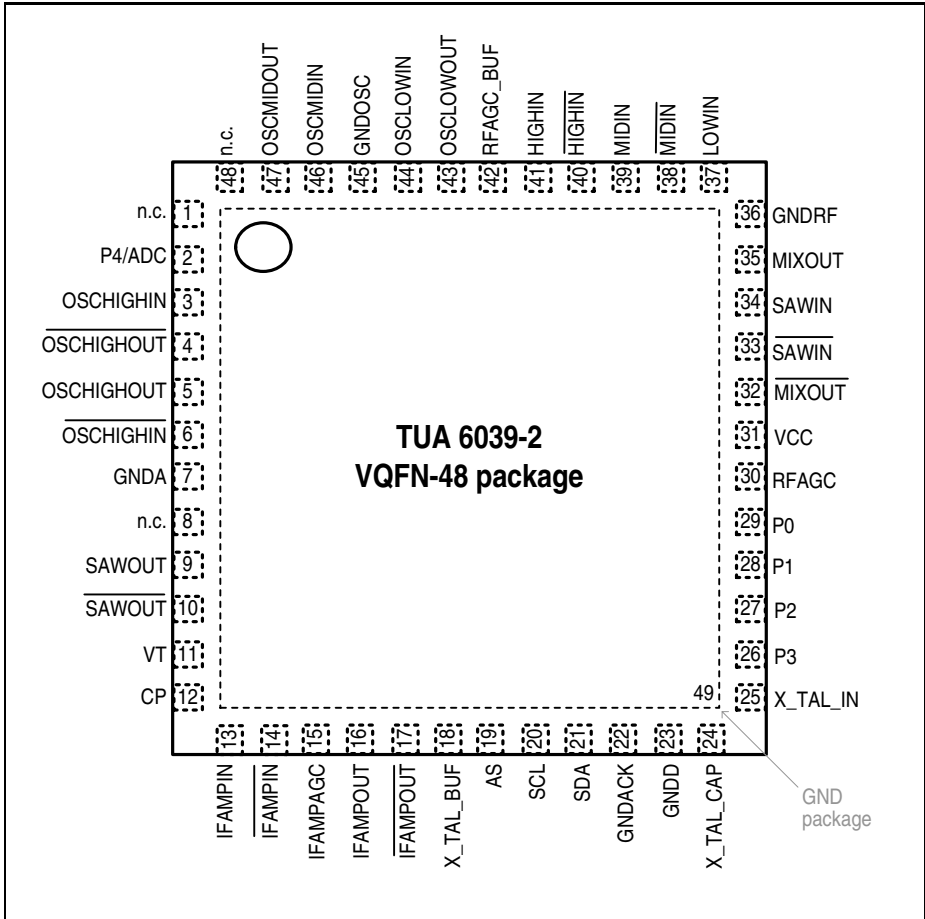 n.c.
OSCMIDOUT
OSCMIDIN
GNDOSC
OSCLOWIN
OSCLOWOUT
RFAGC_BUF
HIGHIN
HIGHIN
MIDIN
MIDIN
LOWIN
48
47
46
45
44
43
42
41
40
39
38
37
n.c. 1
P4/ADC 2
OSCHIGHIN 3
OSCHIGHOUT 4
OSCHIGHOUT 5
OSCHIGHIN 6
GNDA 7
n.c. 8
SAWOUT 9
SAWOUT 10
VT 11
CP 12
TUA 6039-2
VQFN-48 package
36 GNDRF
35 MIXOUT
34 SAWIN
33 SAWIN
32 MIXOUT
31 VCC
30 RFAGC
29 P0
28 P1
27 P2
26 P3
25 X_TAL_IN
49
13
14
15
16
17
18
19
20
21
22
23
24
IFAMPIN
IFAMPIN
IFAMPAGC
IFAMPOUT
IFAMPOUT
X_TAL_BUF
AS
SCL
SDA
GNDACK
GNDD
X_TAL_CAP
GND
package